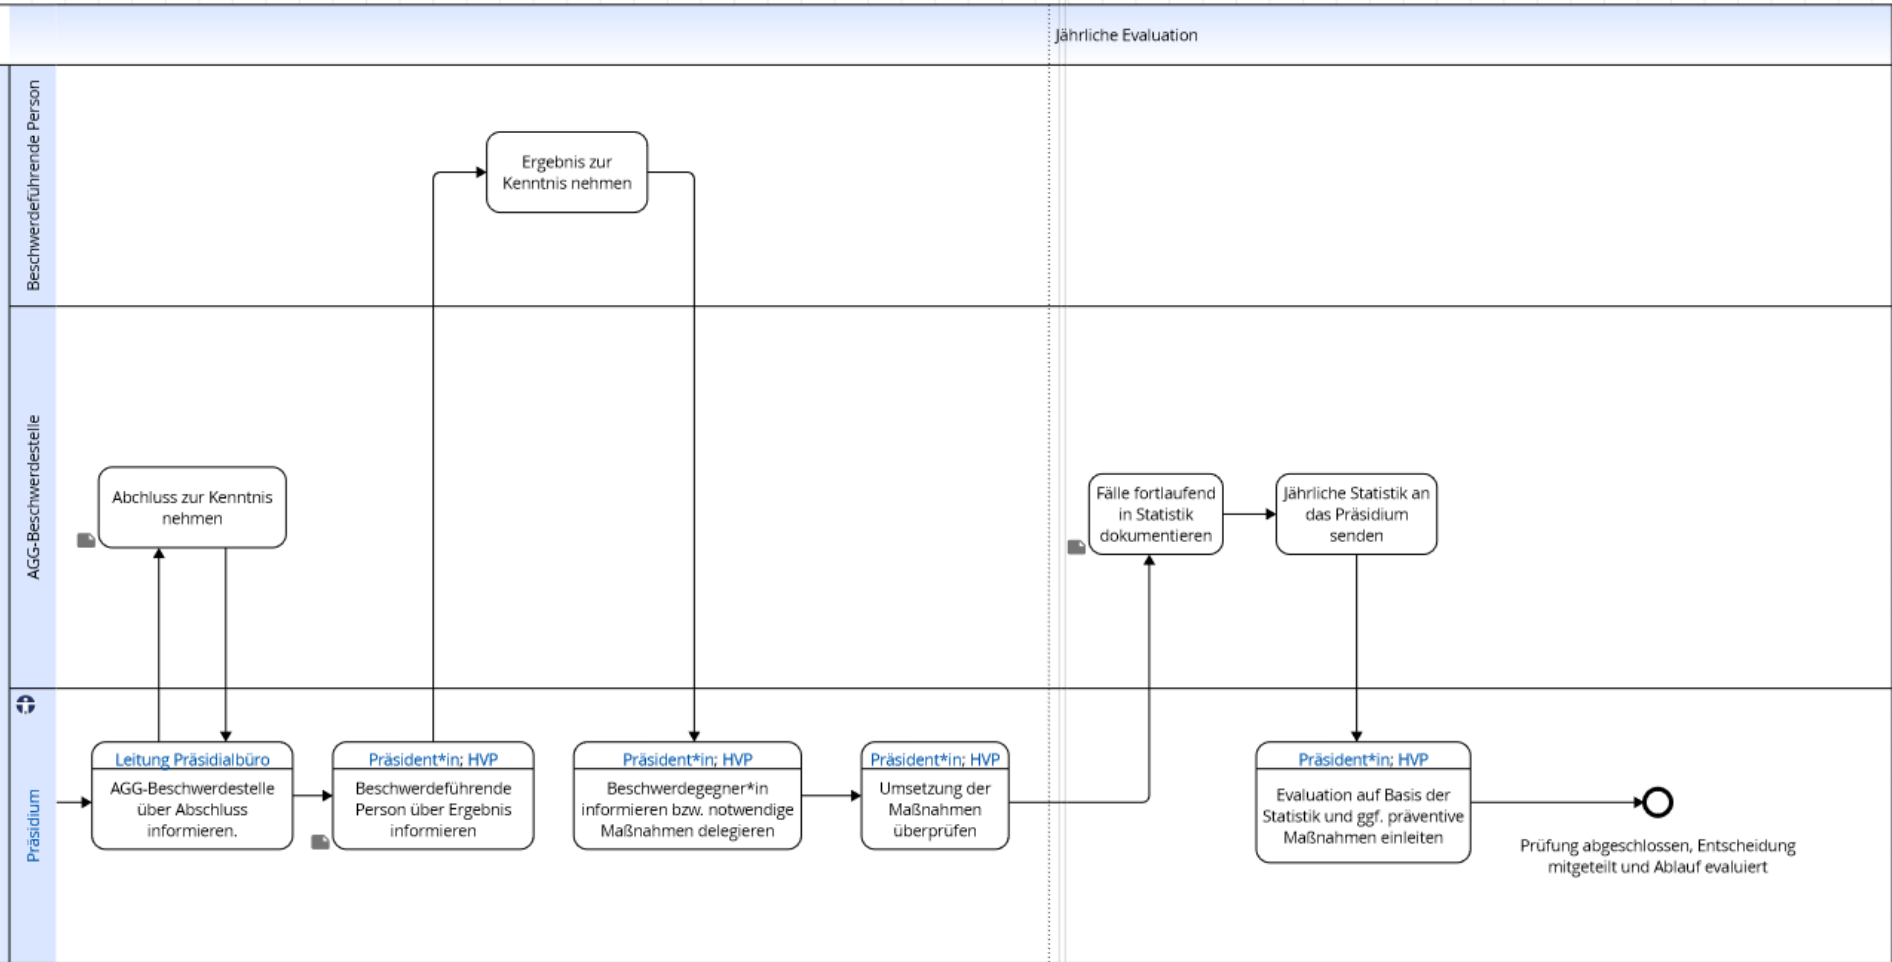 Jährliche Evaluation
Beschwerdeführende Person
Ergebnis zur
Kenntnis nehmen
AGG-Beschwerdestelle
Abchluss zur Kenntnis
nehmen
Fälle fortlaufend
in Statistik
dokumentieren
Jährliche Statistik an
das Präsidium
senden
Präsidium
Leitung Präsidialbüro
AGG-Beschwerdestelle
über Abschluss
informieren.
Präsident*in; HVP
Beschwerdeführende
Person über Ergebnis
informieren
Präsident*in; HVP
Beschwerdegegner*in
informieren bzw. notwendige
Maßnahmen delegieren
Präsident*in; HVP
Umsetzung der
Maßnahmen
überprüfen
Präsident*in; HVP
Evaluation auf Basis der
Statistik und ggf. präventive
Maßnahmen einleiten
Prüfung abgeschlossen, Entscheidung
mitgeteilt und Ablauf evaluiert